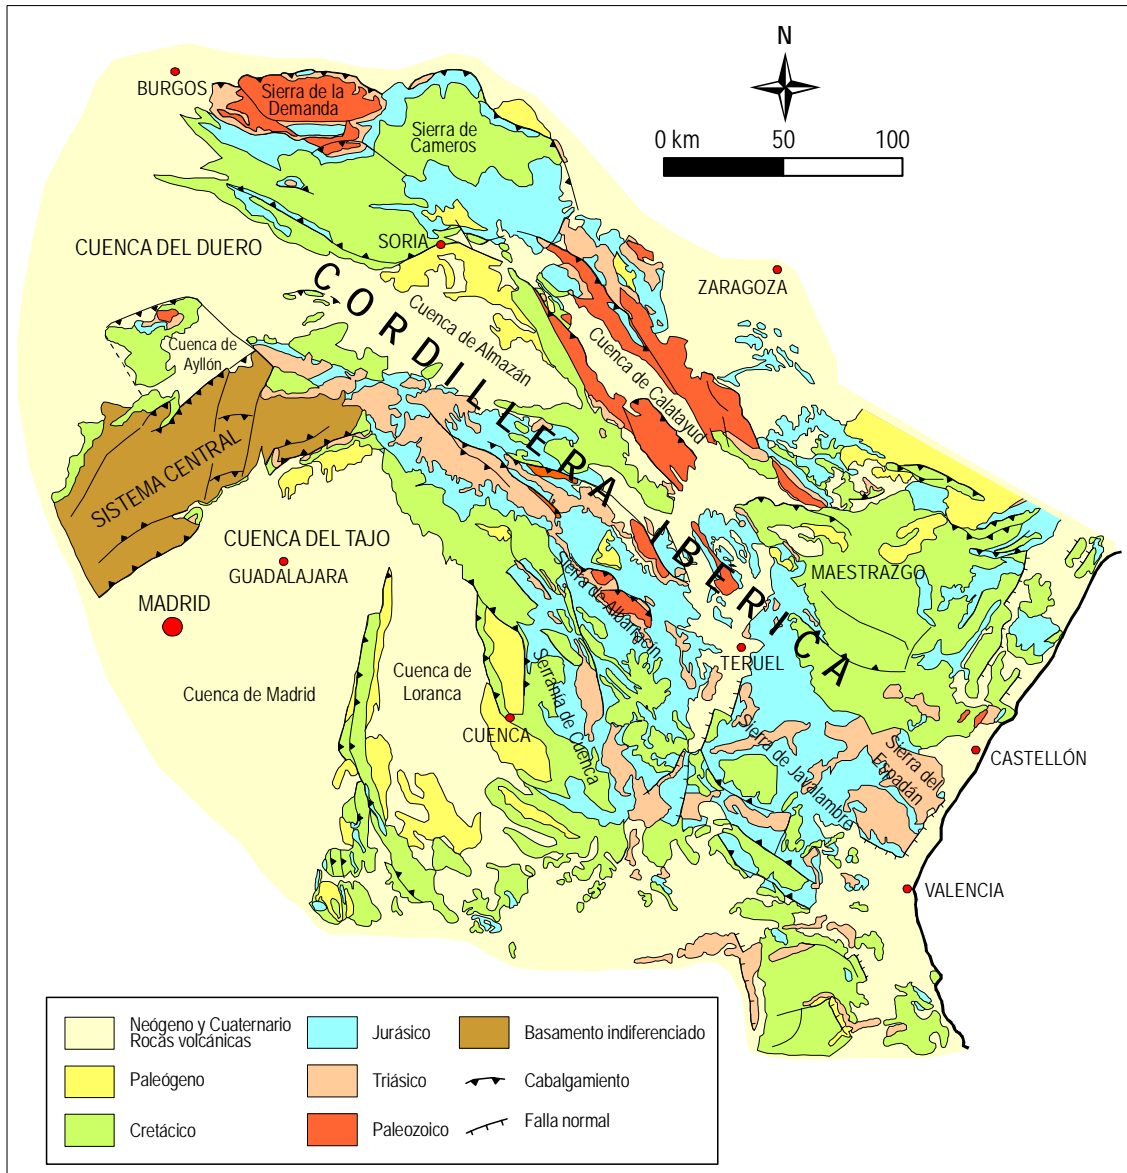 N
0 km 50 100
BURGOS
Sierra de la
Demanda
Sierra de
Cameros
CUENCA DEL DUERO
SORIA
ZARAGOZA
CORDILLERA IBERICA
Cuenca de
Ayllón
Cuenca de Almazán
Cuenca de Calatayud
SISTEMA CENTRAL
CUENCA DEL TAJO
GUADALAJARA
MADRID
MAESTRAZGO
Sierra de Albarracín
TERUEL
Cuenca de Madrid
Cuenca de
Loranca
Serranía de Cuenca
CUENCA
Sierra de Javalambre
Sierra del
Espadán
CASTELLÓN
VALENCIA
Neógeno y Cuaternario
Rocas volcánicas
Paleógeno
Cretácico
Jurásico
Triásico
Paleozoico
Basamento indiferenciado
Cabalgamiento
Falla normal